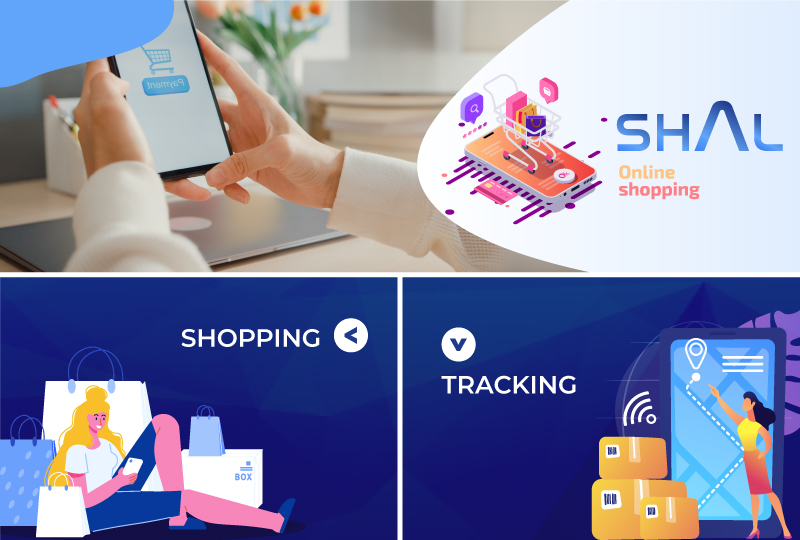 Payment
SHAL
Online
shopping
SHOPPING
TRACKING
BOX